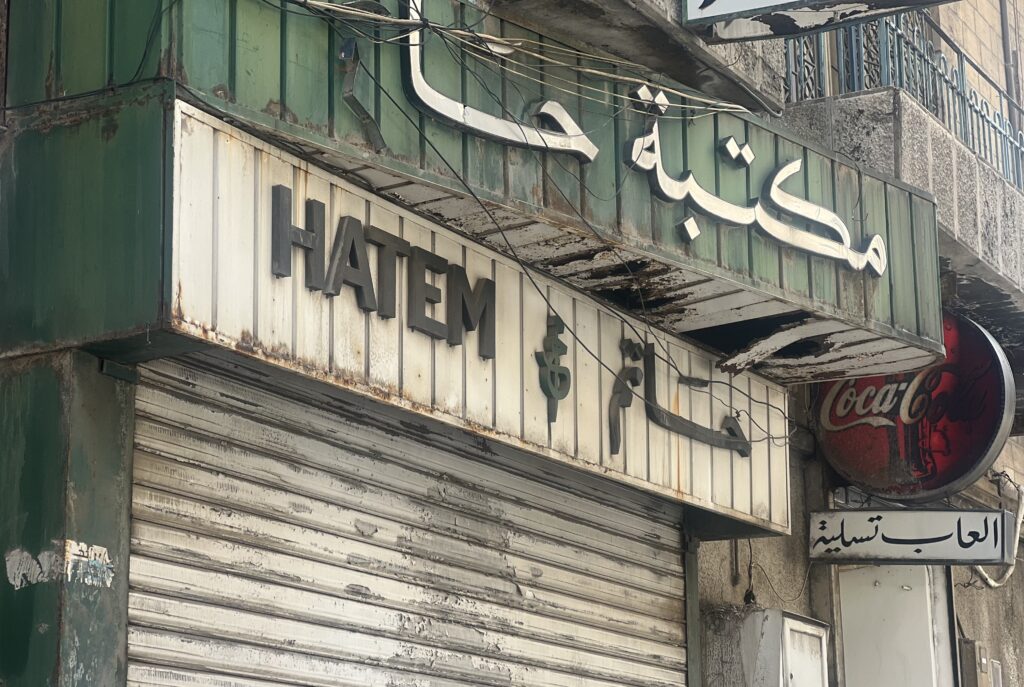 مكتبة حا
HATEM
حاتم
Coca-Cola
العاب تسلية